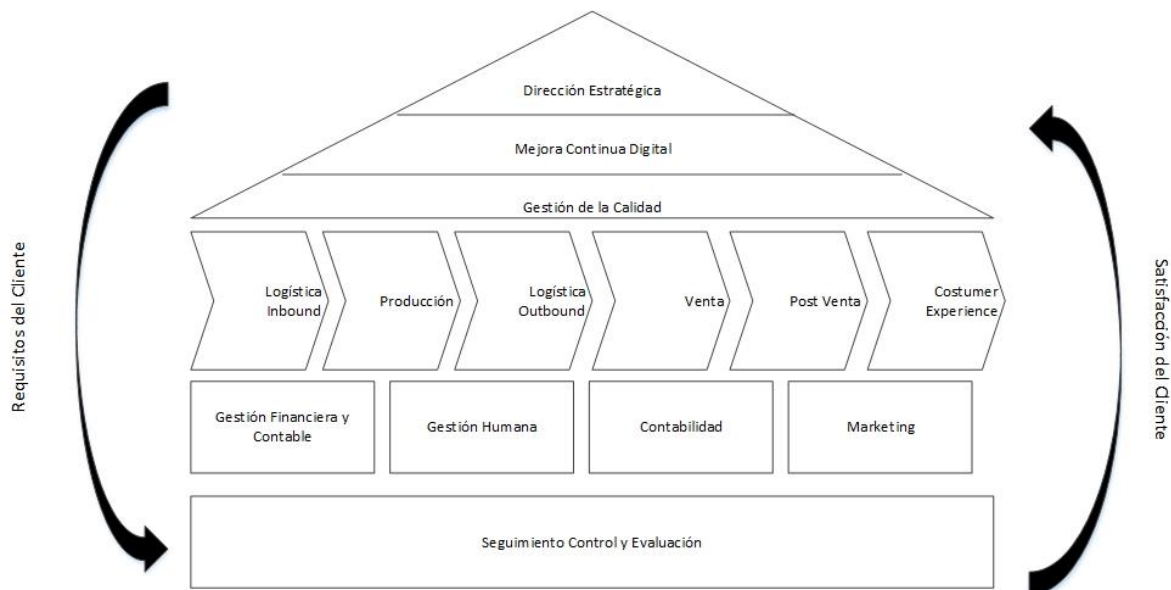 Dirección Estratégica
Mejora Continua Digital
Gestión de la Calidad
Requisitos del Cliente
Logística
Inbound
Producción
Logística
Outbound
Venta
Post Venta
Costumer
Experience
Satisfacción del Cliente
Gestión Financiera y
Contable
Gestión Humana
Contabilidad
Marketing
Seguimiento Control y Evaluación